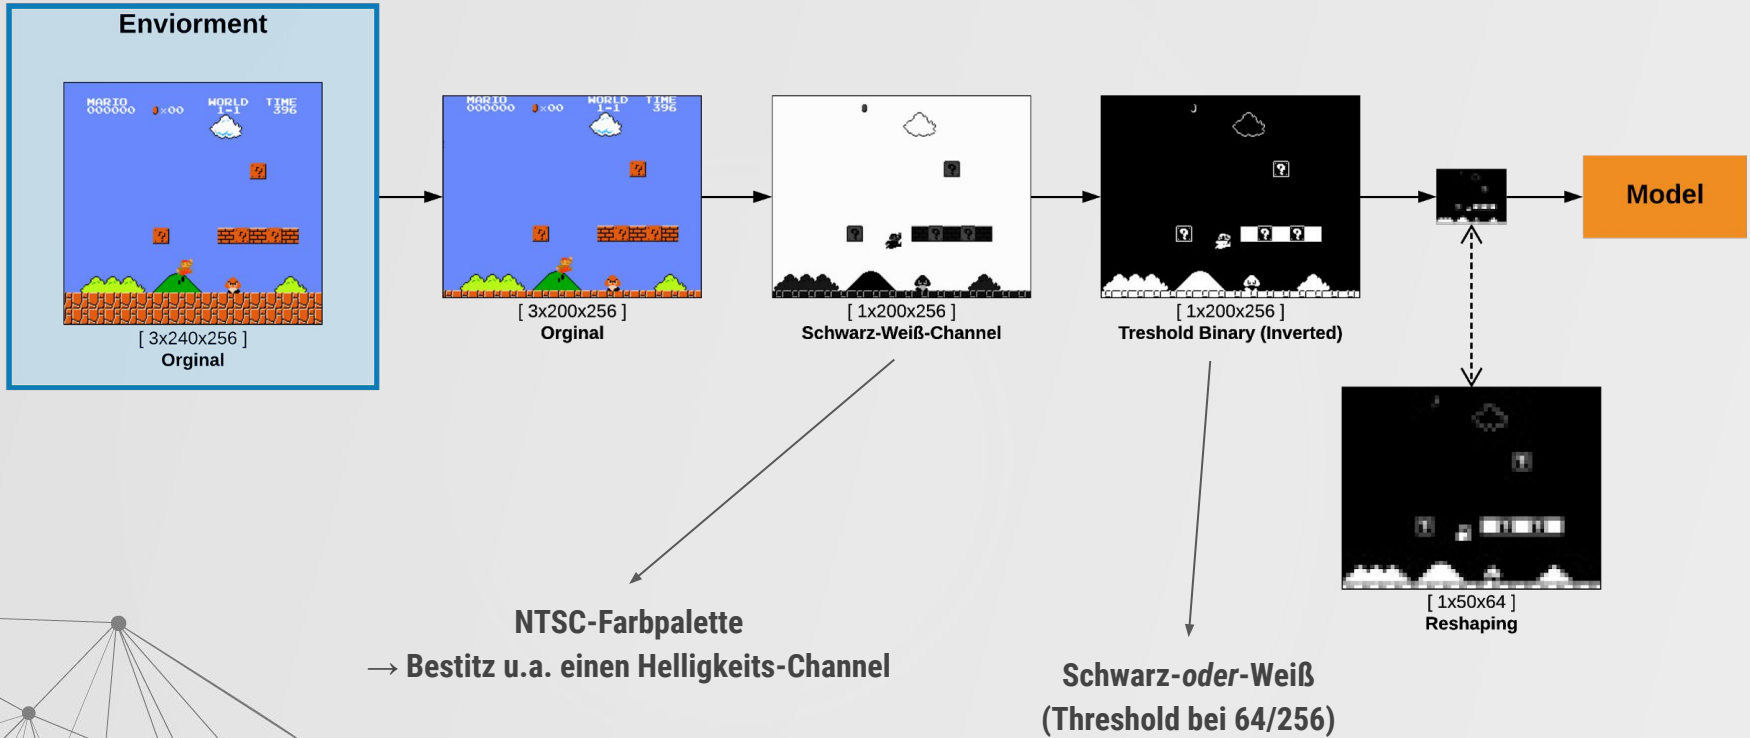 Enviorment
MARIO WORLD TIME
000000 x00 1-1 396
[ 3x240x256 ]
Orginal
MARIO WORLD TIME
000000 x00 1-1 396
[ 3x200x256 ]
Orginal
[ 1x200x256 ]
Schwarz-Weiß-Channel
[ 1x200x256 ]
Treshold Binary (Inverted)
Model
[ 1x50x64 ]
Reshaping
NTSC-Farbpalette
→ Bestitz u.a. einen Helligkeits-Channel
Schwarz-oder-Weiß
(Threshold bei 64/256)